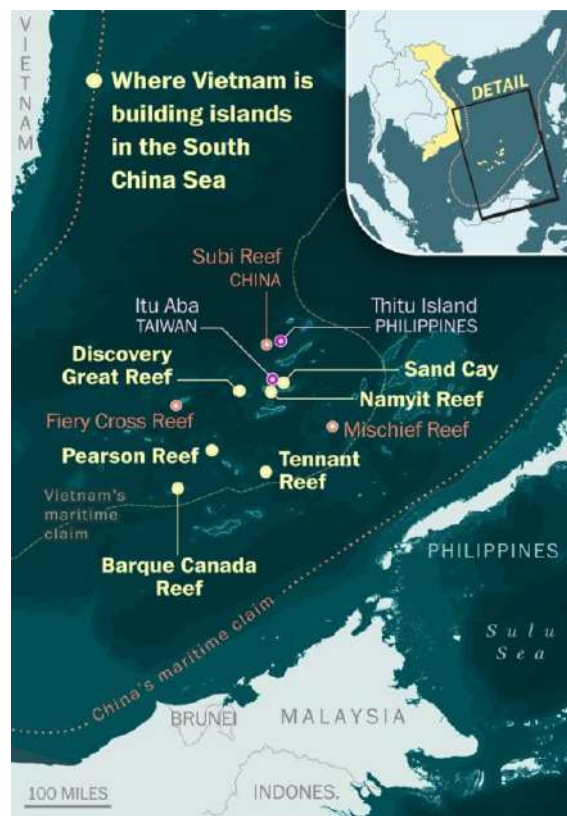 VIETNAM
Where Vietnam is
building islands
in the South
China Sea
DETAIL
Subi Reef
CHINA
Itu Aba
TAIWAN
Thitu Island
PHILIPPINES
Discovery
Great Reef
Sand Cay
Namyit Reef
Fiery Cross Reef
Mischief Reef
Pearson Reef
Tennant
Reef
Vietnam's
maritime
claim
Barque Canada
Reef
PHILIPPINES
Sulu
Sea
China's maritime claim
BRUNEI
MALAYSIA
INDONES.
100 MILES